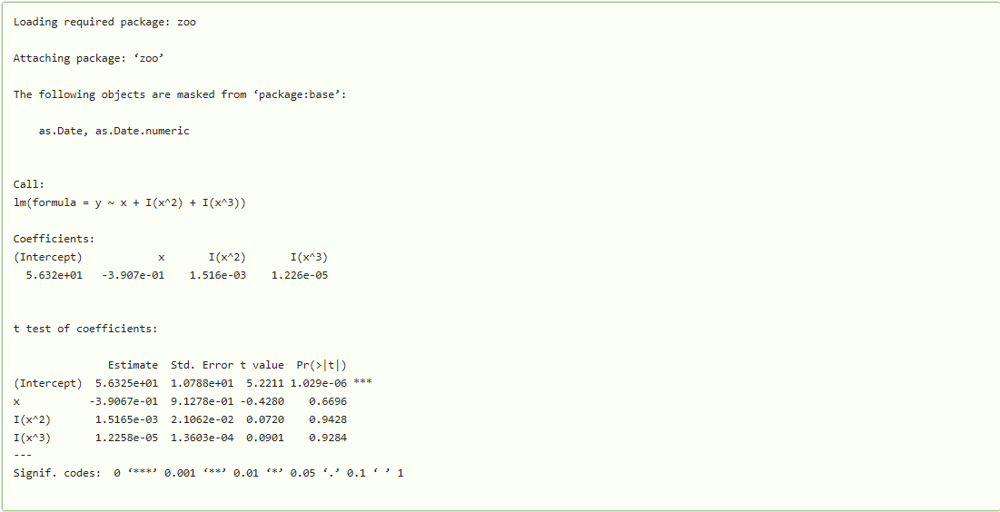 Loading required package: zoo
Attaching package: ‘zoo’
The following objects are masked from ‘package:base’:
as.Date, as.Date.numeric
Call:
lm(formula = y ~ x + I(x^2) + I(x^3))
Coefficients:
(Intercept)            x       I(x^2)       I(x^3)
5.632e+01   -3.907e-01    1.516e-03    1.226e-05
t test of coefficients:
Estimate  Std. Error t value  Pr(>|t|)
(Intercept)  5.6325e+01  1.0788e+01  5.2211 1.029e-06 ***
x           -3.9067e-01  9.1278e-01 -0.4280    0.6696
I(x^2)       1.5165e-03  2.1062e-02  0.0720    0.9428
I(x^3)       1.2258e-05  1.3603e-04  0.0901    0.9284
---
Signif. codes:  0 ‘***’ 0.001 ‘**’ 0.01 ‘*’ 0.05 ‘.’ 0.1 ‘ ’ 1